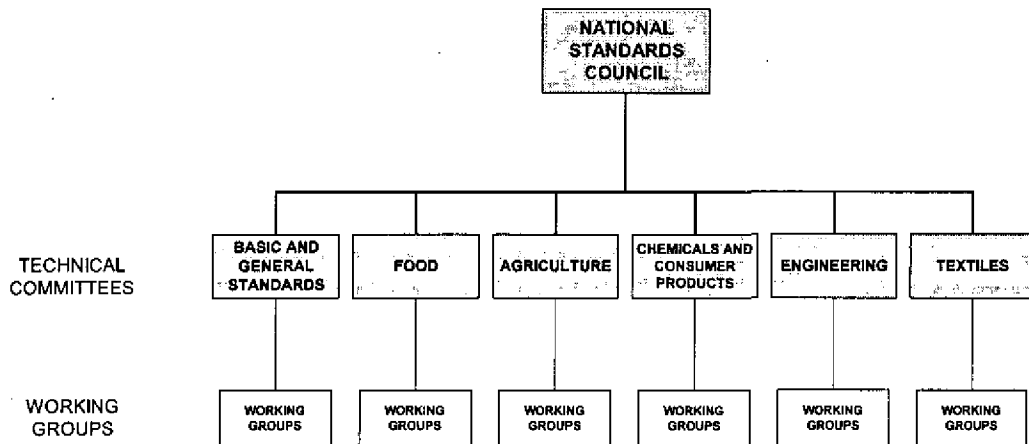 NATIONAL
STANDARDS
COUNCIL
TECHNICAL
COMMITTEES
BASIC AND
GENERAL
STANDARDS
FOOD
AGRICULTURE
CHEMICALS AND
CONSUMER
PRODUCTS
ENGINEERING
TEXTILES
WORKING
GROUPS
WORKING
GROUPS
WORKING
GROUPS
WORKING
GROUPS
WORKING
GROUPS
WORKING
GROUPS
WORKING
GROUPS